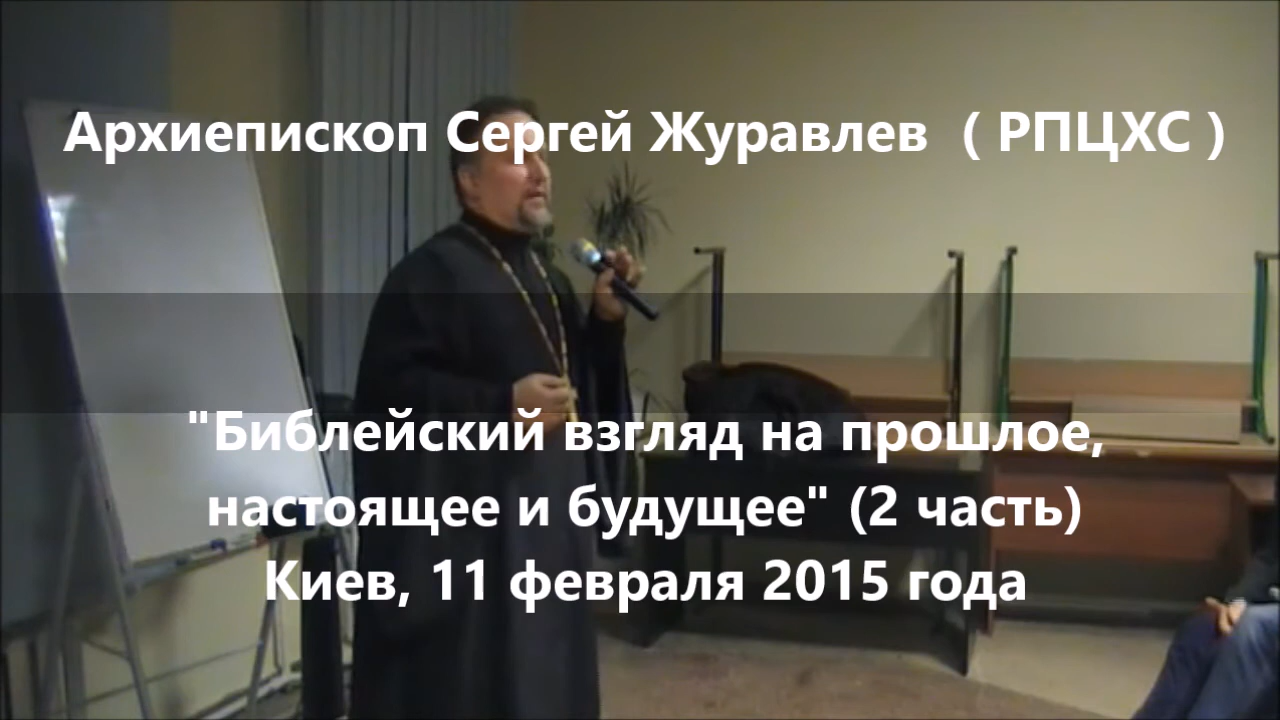 Архиепископ Сергей Журавлев ( РПЦХС )
"Библейский взгляд на прошлое,
настоящее и будущее" (2 часть)
Киев, 11 февраля 2015 года